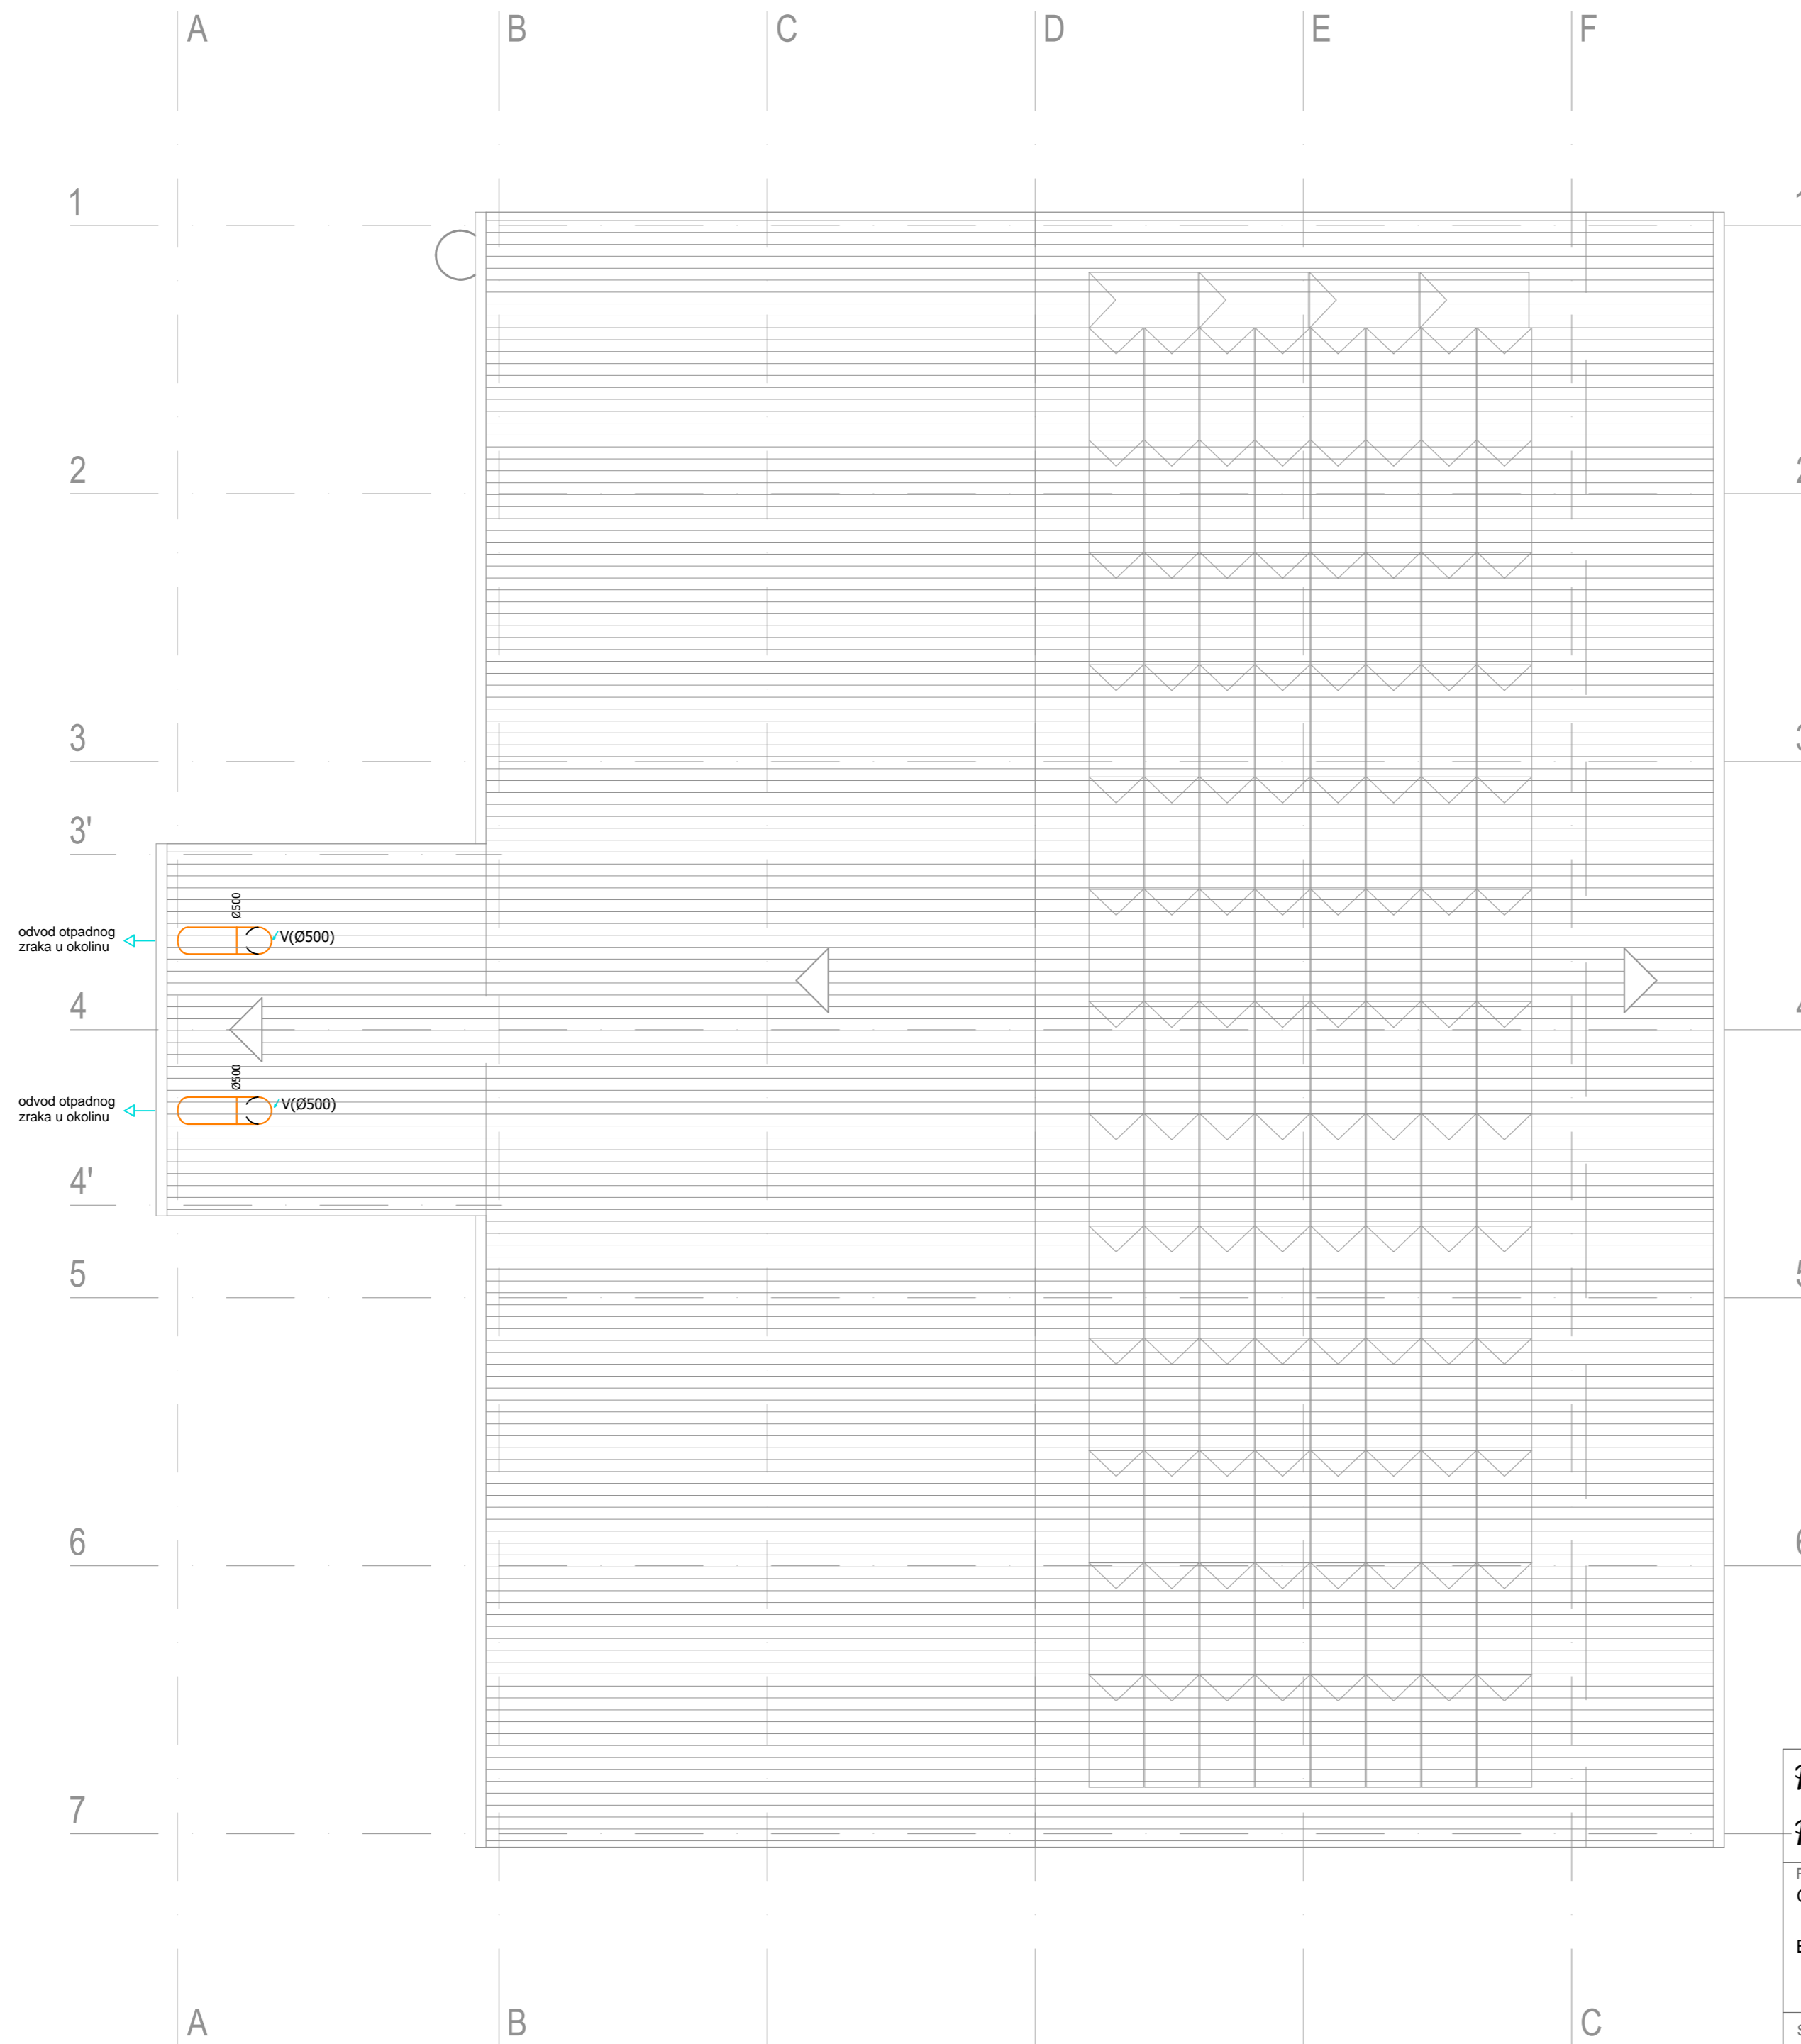 A B C D E F
1
2
3
3'
Ø500
odvod otpadnog
zraka u okolinu
V(Ø500)
4
Ø500
odvod otpadnog
zraka u okolinu
V(Ø500)
4'
5
6
7
A B C